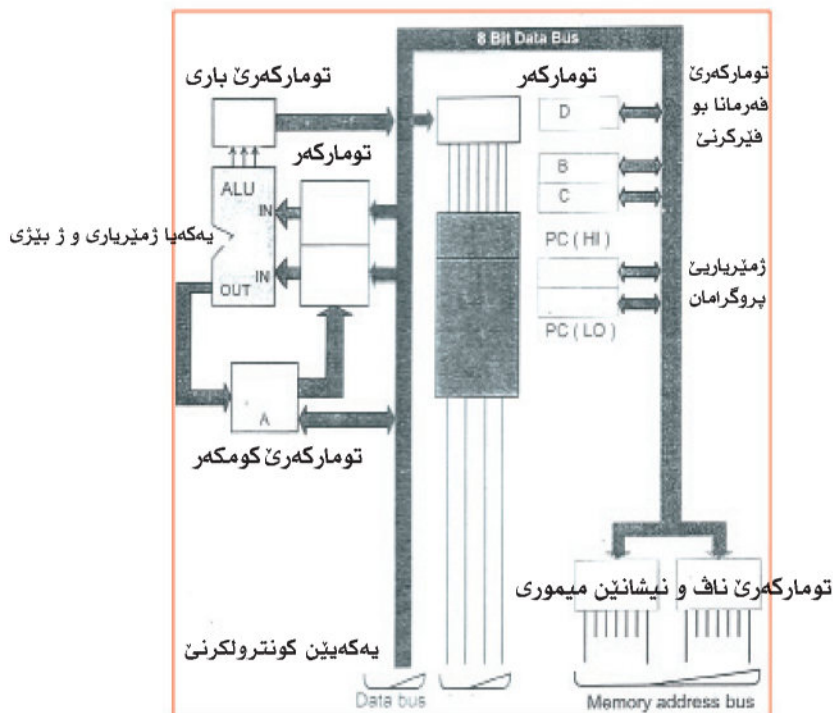 8 Bit Data Bus
تومارکەرێ باری
تومارکەر
تومارکەرێ
فەرمانا بو
فێرکرنێ
D
تومارکەر
B
C
ALU
IN
یەکەیا ژمێریاری و ژ بێژی
PC ( HI )
ژمێریاریێ
پروگرامان
IN
OUT
PC ( LO )
A
تومارکەرێ کومکەر
تومارکەرێ ناڤ و نیشانێن میموری
یەکەیێن کونترولکرنێ
Data bus
Memory address bus